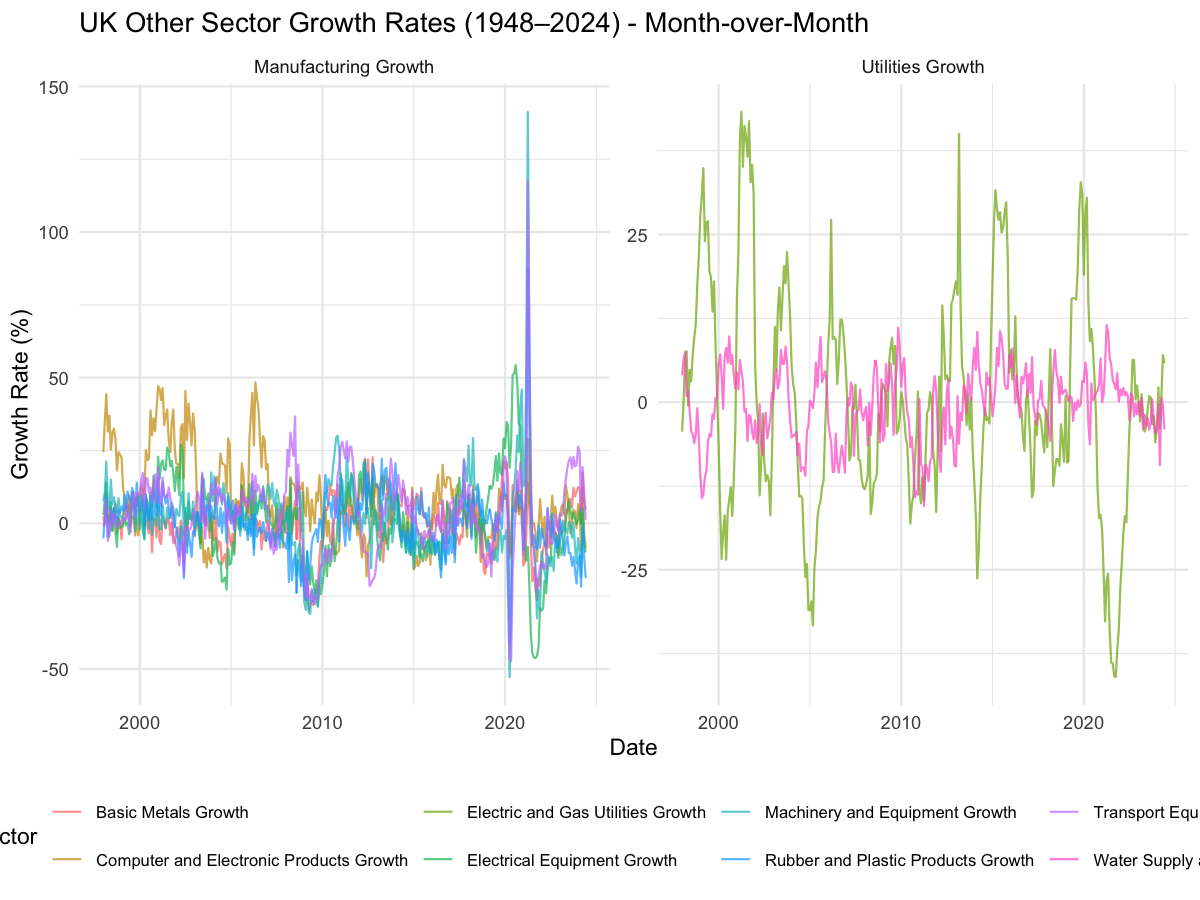 UK Other Sector Growth Rates (1948–2024) - Month-over-Month
Manufacturing Growth
Utilities Growth
150
100
50
0
-50
25
0
-25
Growth Rate (%)
2000
2010
2020
2000
2010
2020
Date
ctor
Basic Metals Growth
Electric and Gas Utilities Growth
Machinery and Equipment Growth
Transport Equ
Computer and Electronic Products Growth
Electrical Equipment Growth
Rubber and Plastic Products Growth
Water Supply